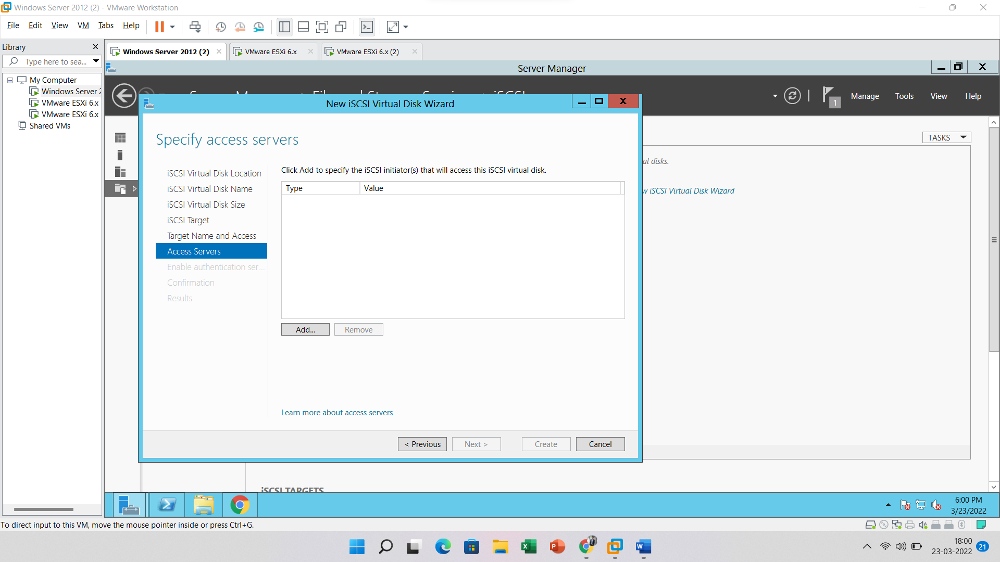 Windows Server 2012 (2) - VMware Workstation
File Edit View VM Tabs Help
Library
Type here to sea...
My Computer
Windows Server 2
VMware ESXi 6.x
VMware ESXi 6.x
Shared VMs
Windows Server 2012 (2)
VMware ESXi 6.x
VMware ESXi 6.x (2)
Server Manager
1
Manage Tools View Help
TASKS
al disks.
w iSCSI Virtual Disk Wizard
New iSCSI Virtual Disk Wizard
Specify access servers
iSCSI Virtual Disk Location
iSCSI Virtual Disk Name
iSCSI Virtual Disk Size
iSCSI Target
Target Name and Access
Access Servers
Enable authentication ser...
Confirmation
Results
Click Add to specify the iSCSI initiator(s) that will access this iSCSI virtual disk.
Type Value
Add... Remove
Learn more about access servers
< Previous Next > Create Cancel
iSCSI TARGETS
6:00 PM
3/23/2022
To direct input to this VM, move the mouse pointer inside or press Ctrl+G.
18:00
23-03-2022
21